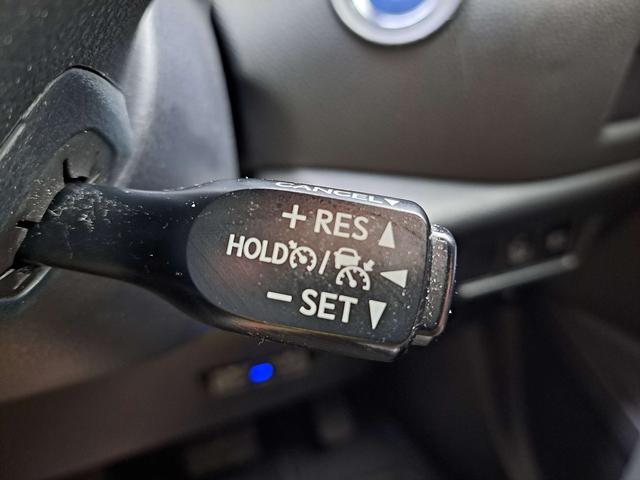 CANCEL
+ RES
HOLD /
- SET